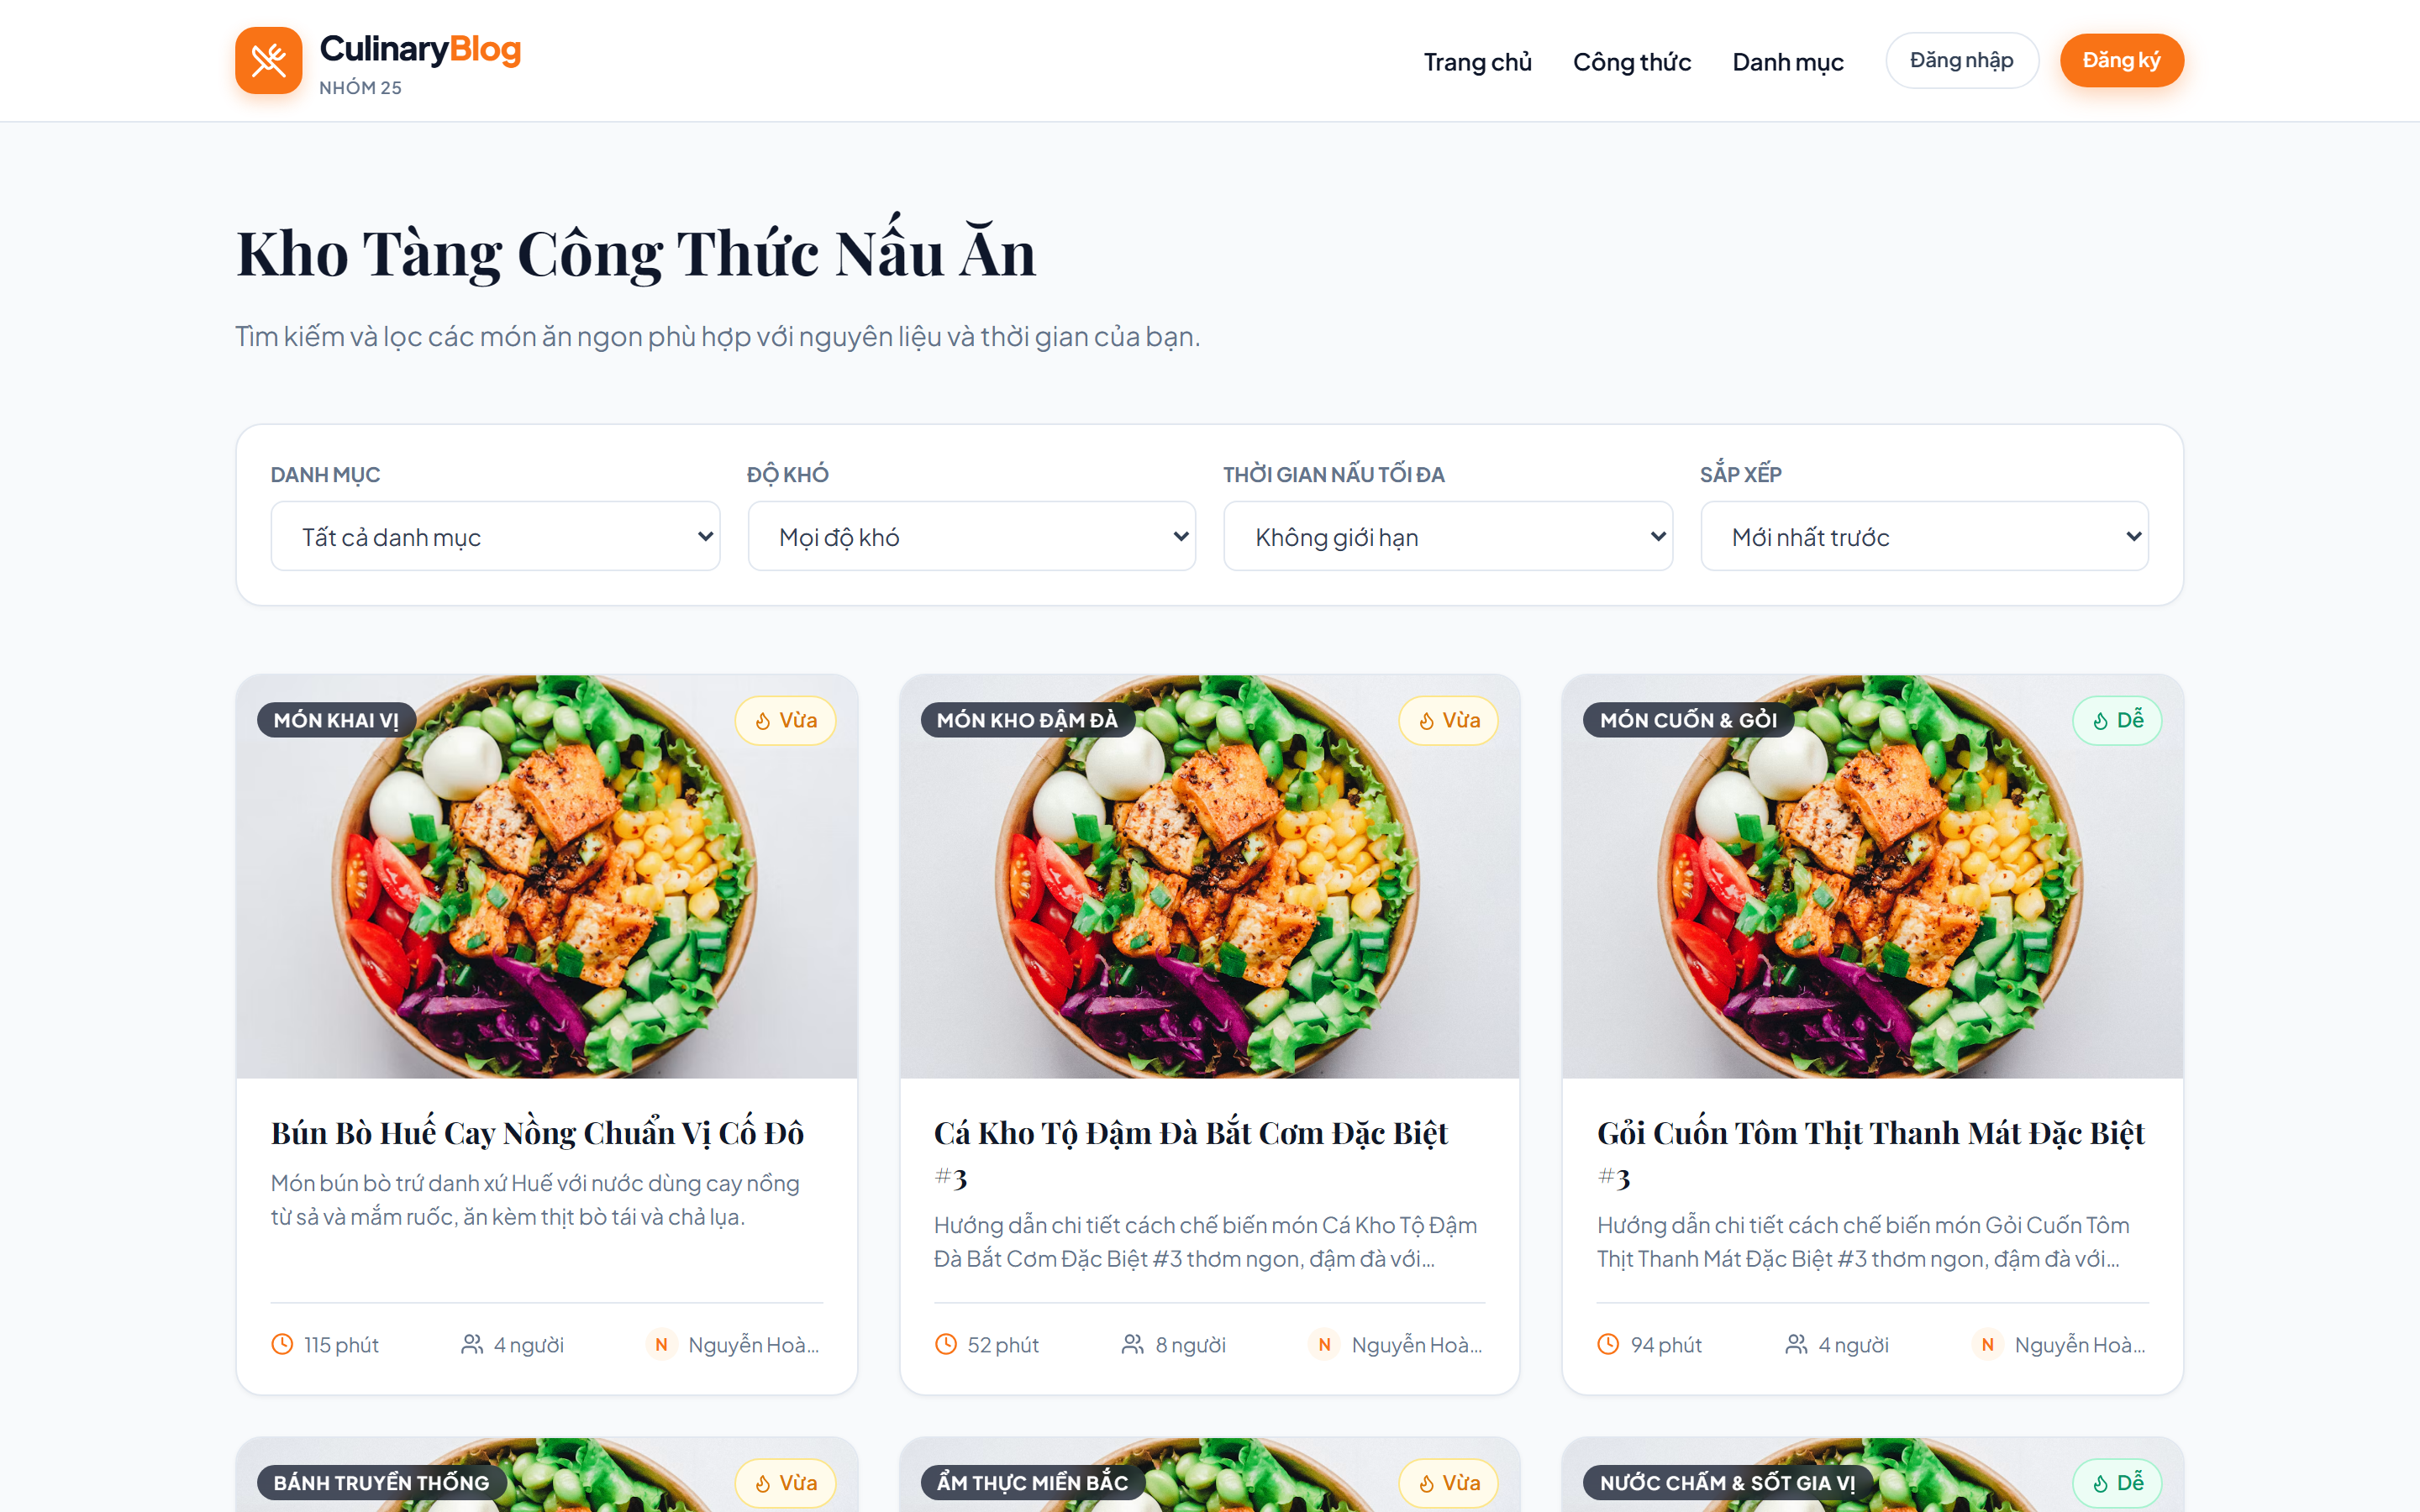 CulinaryBlog
NHÓM 25
Trang chủ
Công thức
Danh mục
Đăng nhập
Đăng ký
Kho Tàng Công Thức Nấu Ăn
Tìm kiếm và lọc các món ăn ngon phù hợp với nguyên liệu và thời gian của bạn.
DANH MỤC
Tất cả danh mục
ĐỘ KHÓ
Mọi độ khó
THỜI GIAN NẤU TỐI ĐA
Không giới hạn
SẮP XẾP
Mới nhất trước
MÓN KHAI VỊ
Vừa
Bún Bò Huế Cay Nồng Chuẩn Vị Cố Đô
Món bún bò trứ danh xứ Huế với nước dùng cay nồng
từ sả và mắm ruốc, ăn kèm thịt bò tái và chả lụa.
115 phút
4 người
N
Nguyễn Hoà...
MÓN KHO ĐẬM ĐÀ
Vừa
Cá Kho Tộ Đậm Đà Bắt Cơm Đặc Biệt
#3
Hướng dẫn chi tiết cách chế biến món Cá Kho Tộ Đậm
Đà Bắt Cơm Đặc Biệt #3 thơm ngon, đậm đà với...
52 phút
8 người
N
Nguyễn Hoà...
MÓN CUỐN & GỎI
Dễ
Gỏi Cuốn Tôm Thịt Thanh Mát Đặc Biệt
#3
Hướng dẫn chi tiết cách chế biến món Gỏi Cuốn Tôm
Thịt Thanh Mát Đặc Biệt #3 thơm ngon, đậm đà với...
94 phút
4 người
N
Nguyễn Hoà...
BÁNH TRUYỀN THỐNG
Vừa
ẨM THỰC MIỀN BẮC
Vừa
NƯỚC CHẤM & SỐT GIA VỊ
Dễ